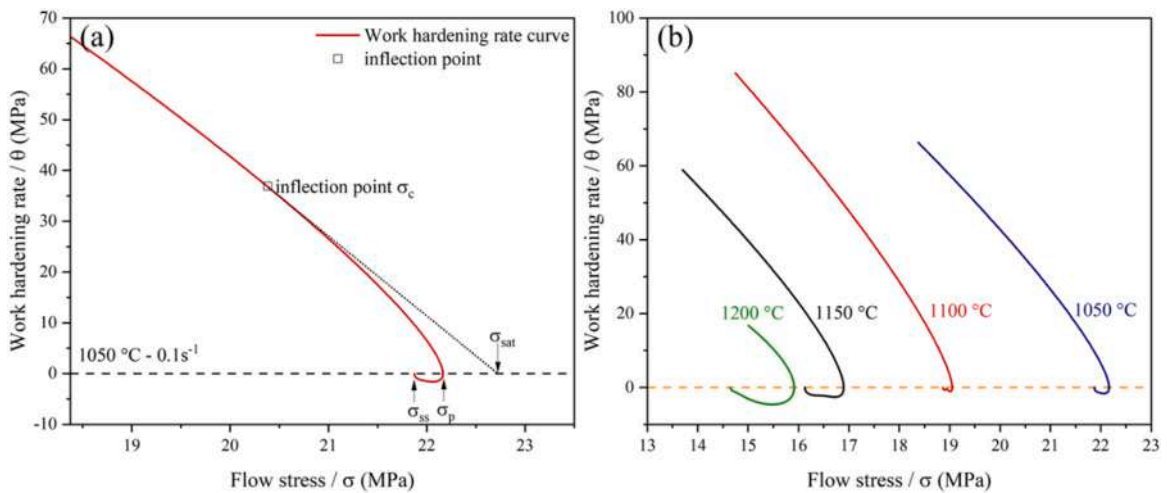 (a)
Work hardening rate curve
inflection point
Work hardening rate / θ (MPa)
70
60
50
40
30
20
10
0
-10
inflection point σc
1050 °C - 0.1s-1
σsat
σss
σp
19
20
21
22
23
Flow stress / σ (MPa)
(b)
Work hardening rate / θ (MPa)
100
80
60
40
20
0
1200 °C
1150 °C
1100 °C
1050 °C
13
14
15
16
17
18
19
20
21
22
23
Flow stress / σ (MPa)